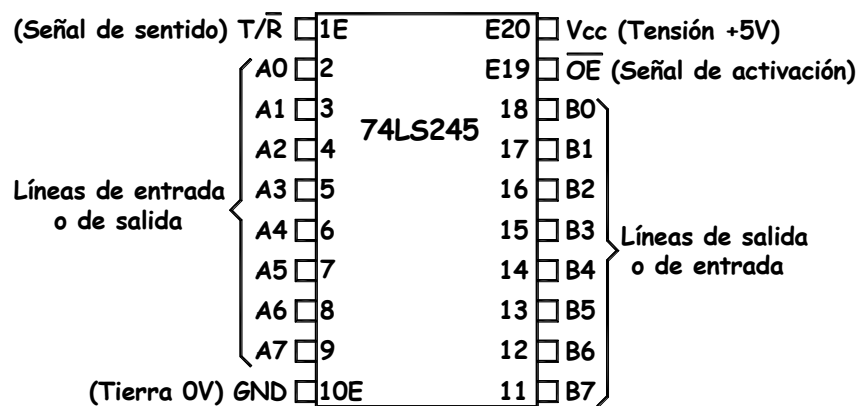 (Señal de sentido) T/R̅ 1E E20 Vcc (Tensión +5V)
A0 2 E19 O̅E̅ (Señal de activación)
A1 3 18 B0
74LS245
A2 4 17 B1
A3 5 16 B2
Líneas de entrada
o de salida
A4 6 15 B3
Líneas de salida
o de entrada
A5 7 14 B4
A6 8 13 B5
A7 9 12 B6
(Tierra 0V) GND 10E 11 B7